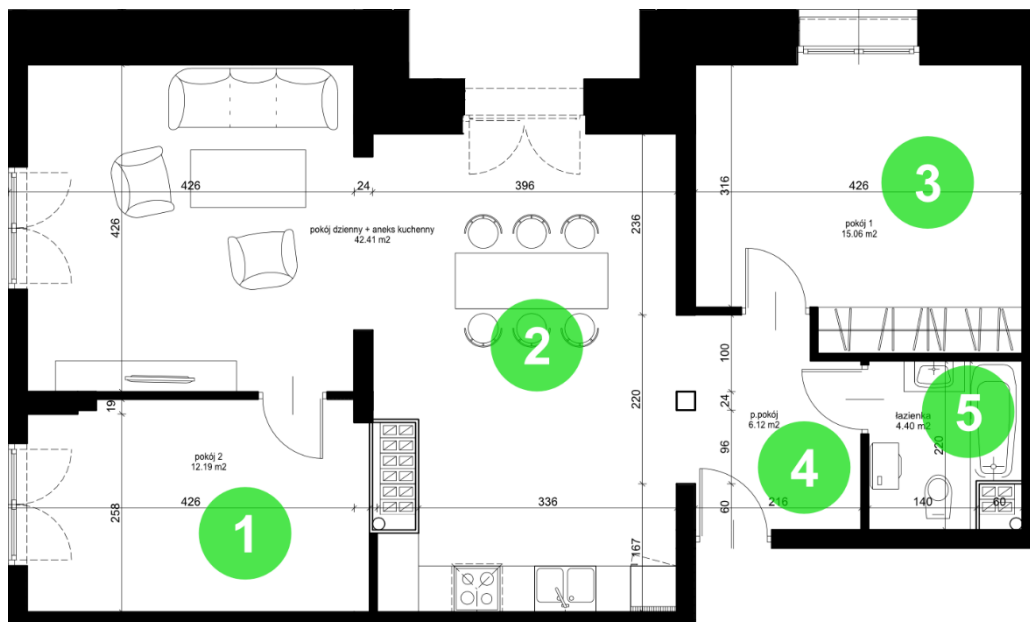 426
24
396
426
316
3
426
pokój 1
15.06 m2
pokój dzienny + aneks kuchenny
42.41 m2
236
2
100
220
19
24
96
60
pokój 2
12.19 m2
p.pokój
6.12 m2
łazienka
4.40 m2
5
220
4
426
258
1
336
167
216
140
60